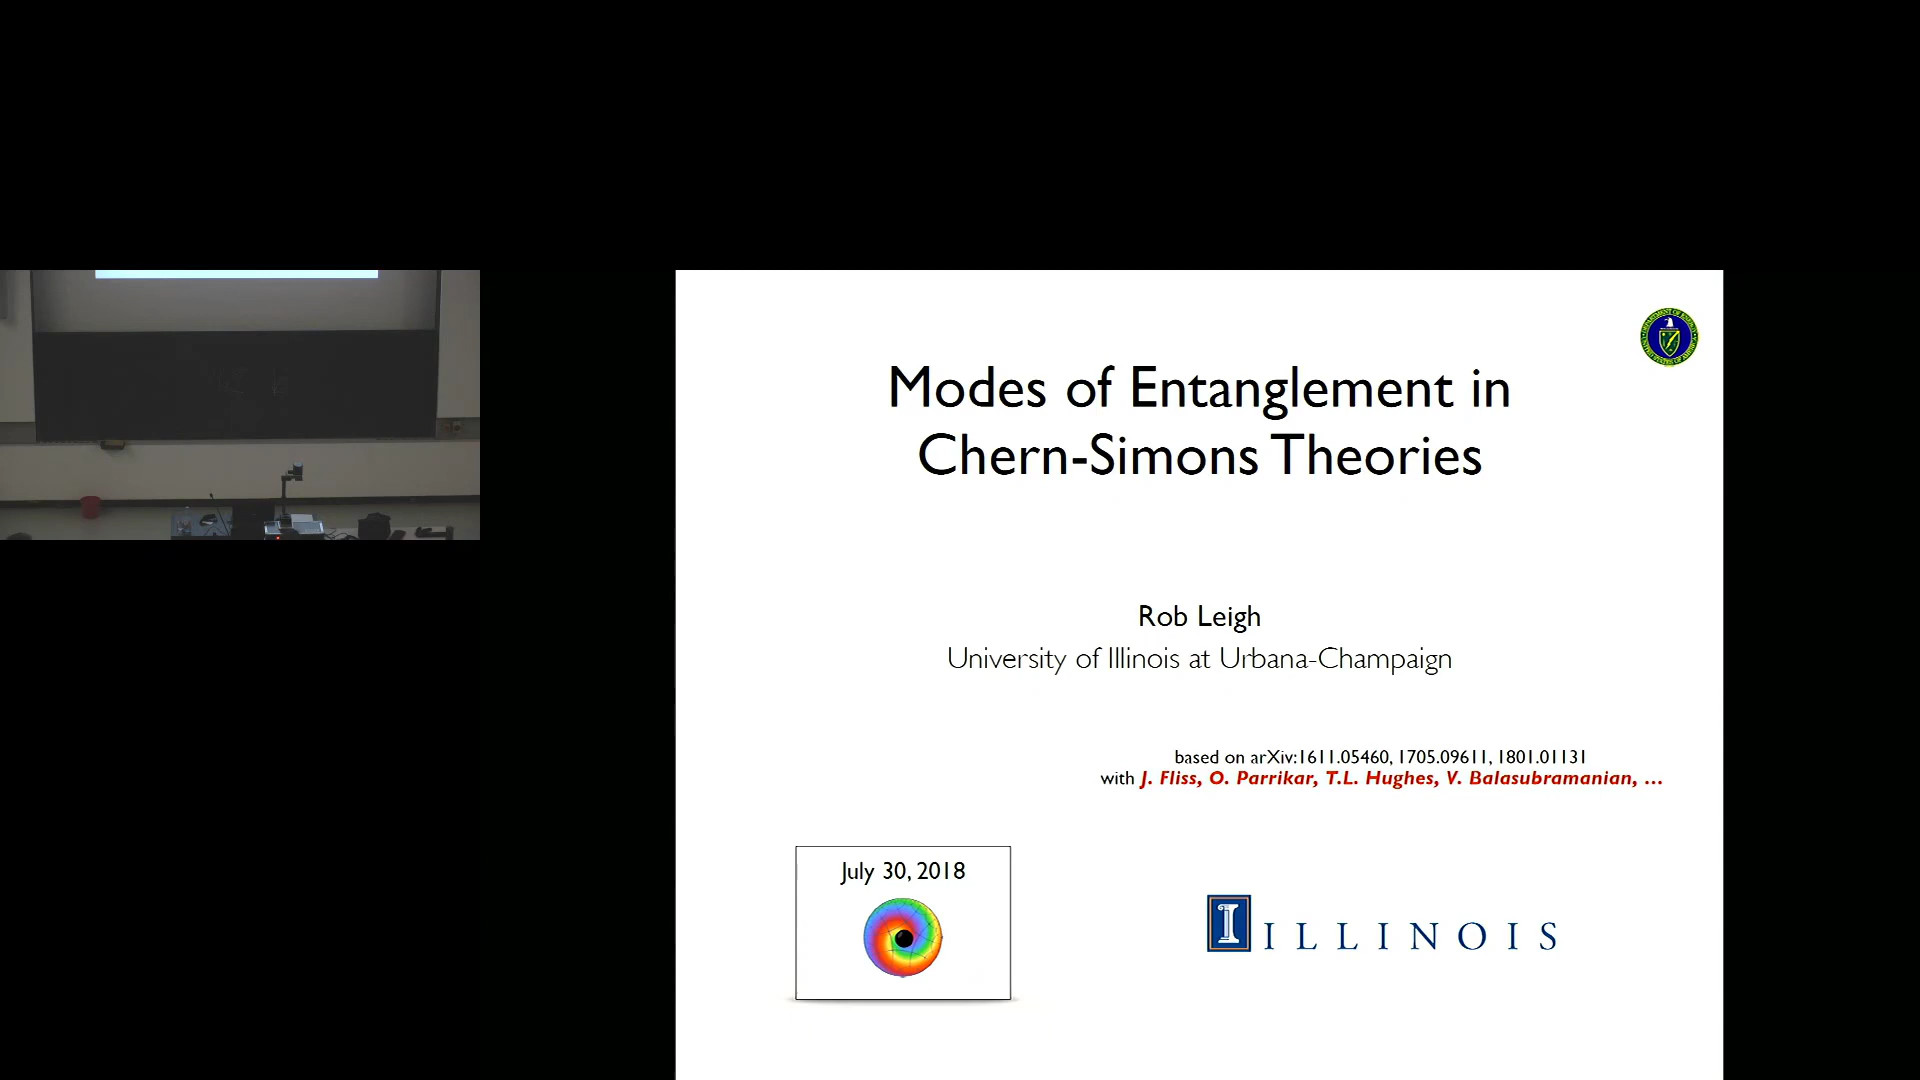 Modes of Entanglement in
Chern-Simons Theories
Rob Leigh
University of Illinois at Urbana-Champaign
based on arXiv:1611.05460, 1705.09611, 1801.01131
with J. Fliss, O. Parrikar, T.L. Hughes, V. Balasubramanian, ...
July 30, 2018
I ILLINOIS